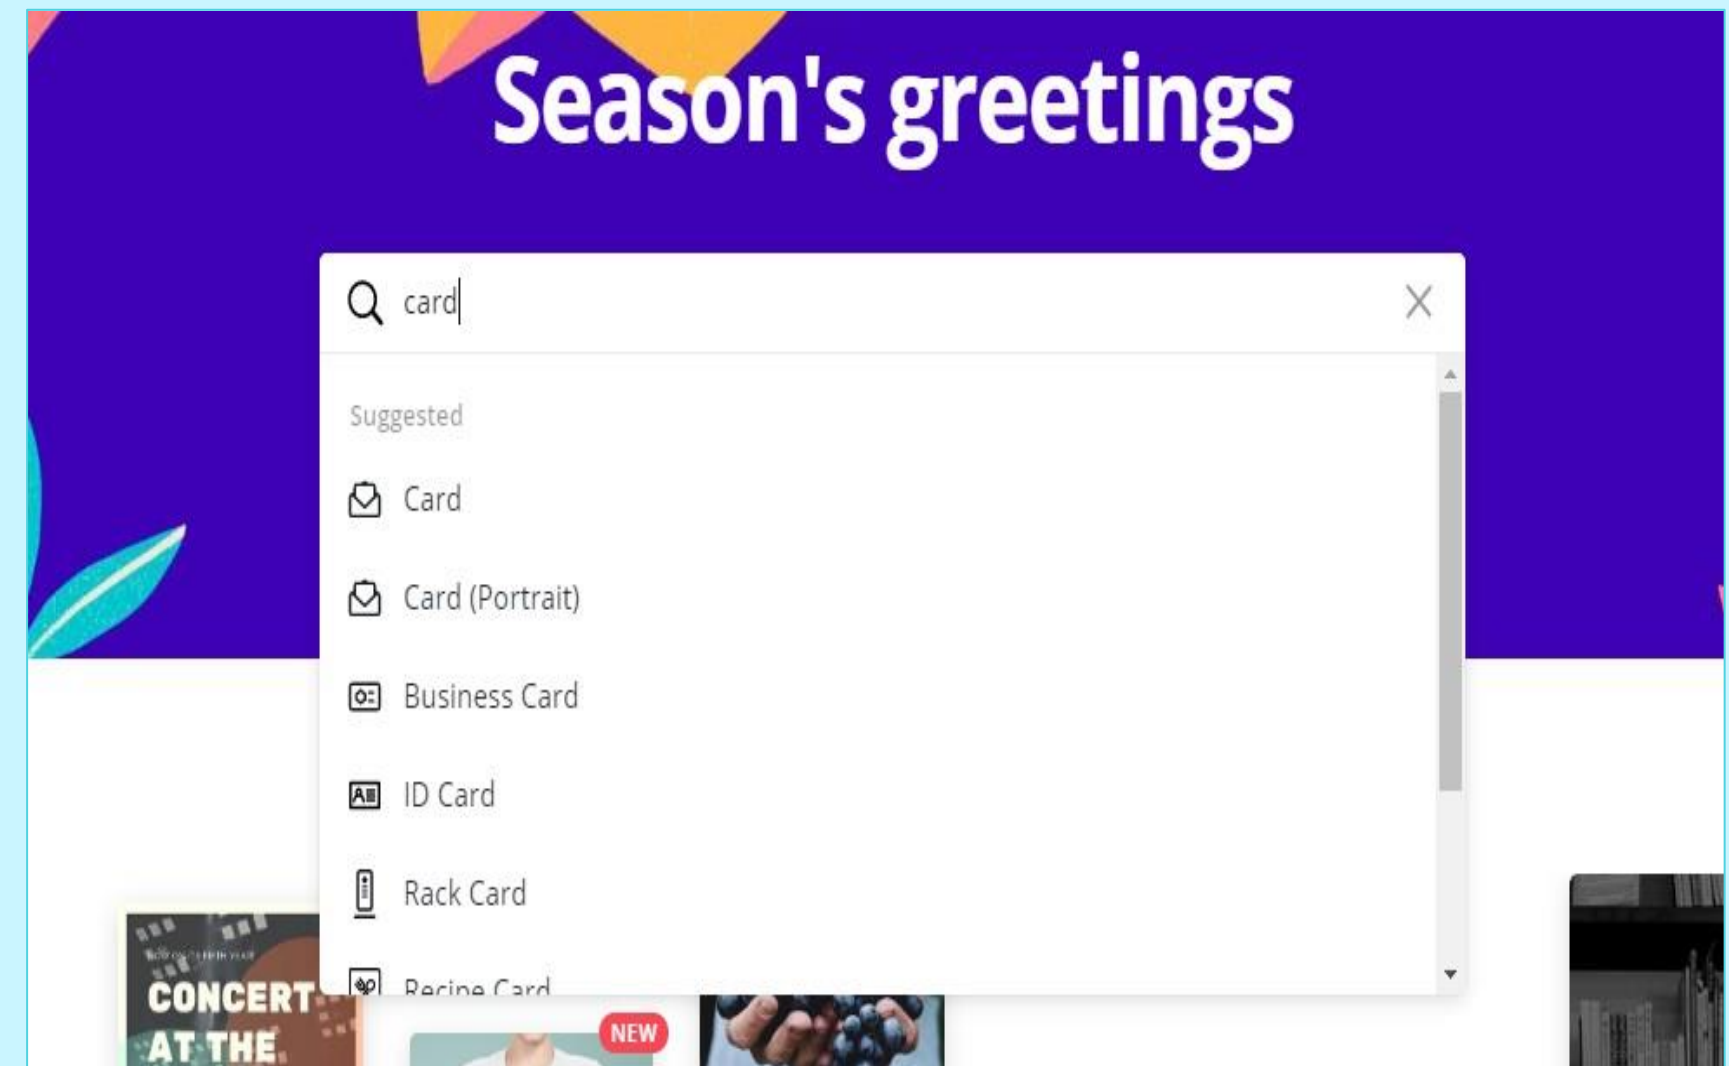 Season's greetings
card
Suggested
Card
Card (Portrait)
Business Card
ID Card
Rack Card
Recipe Card
CONCERT
AT THE
NEW